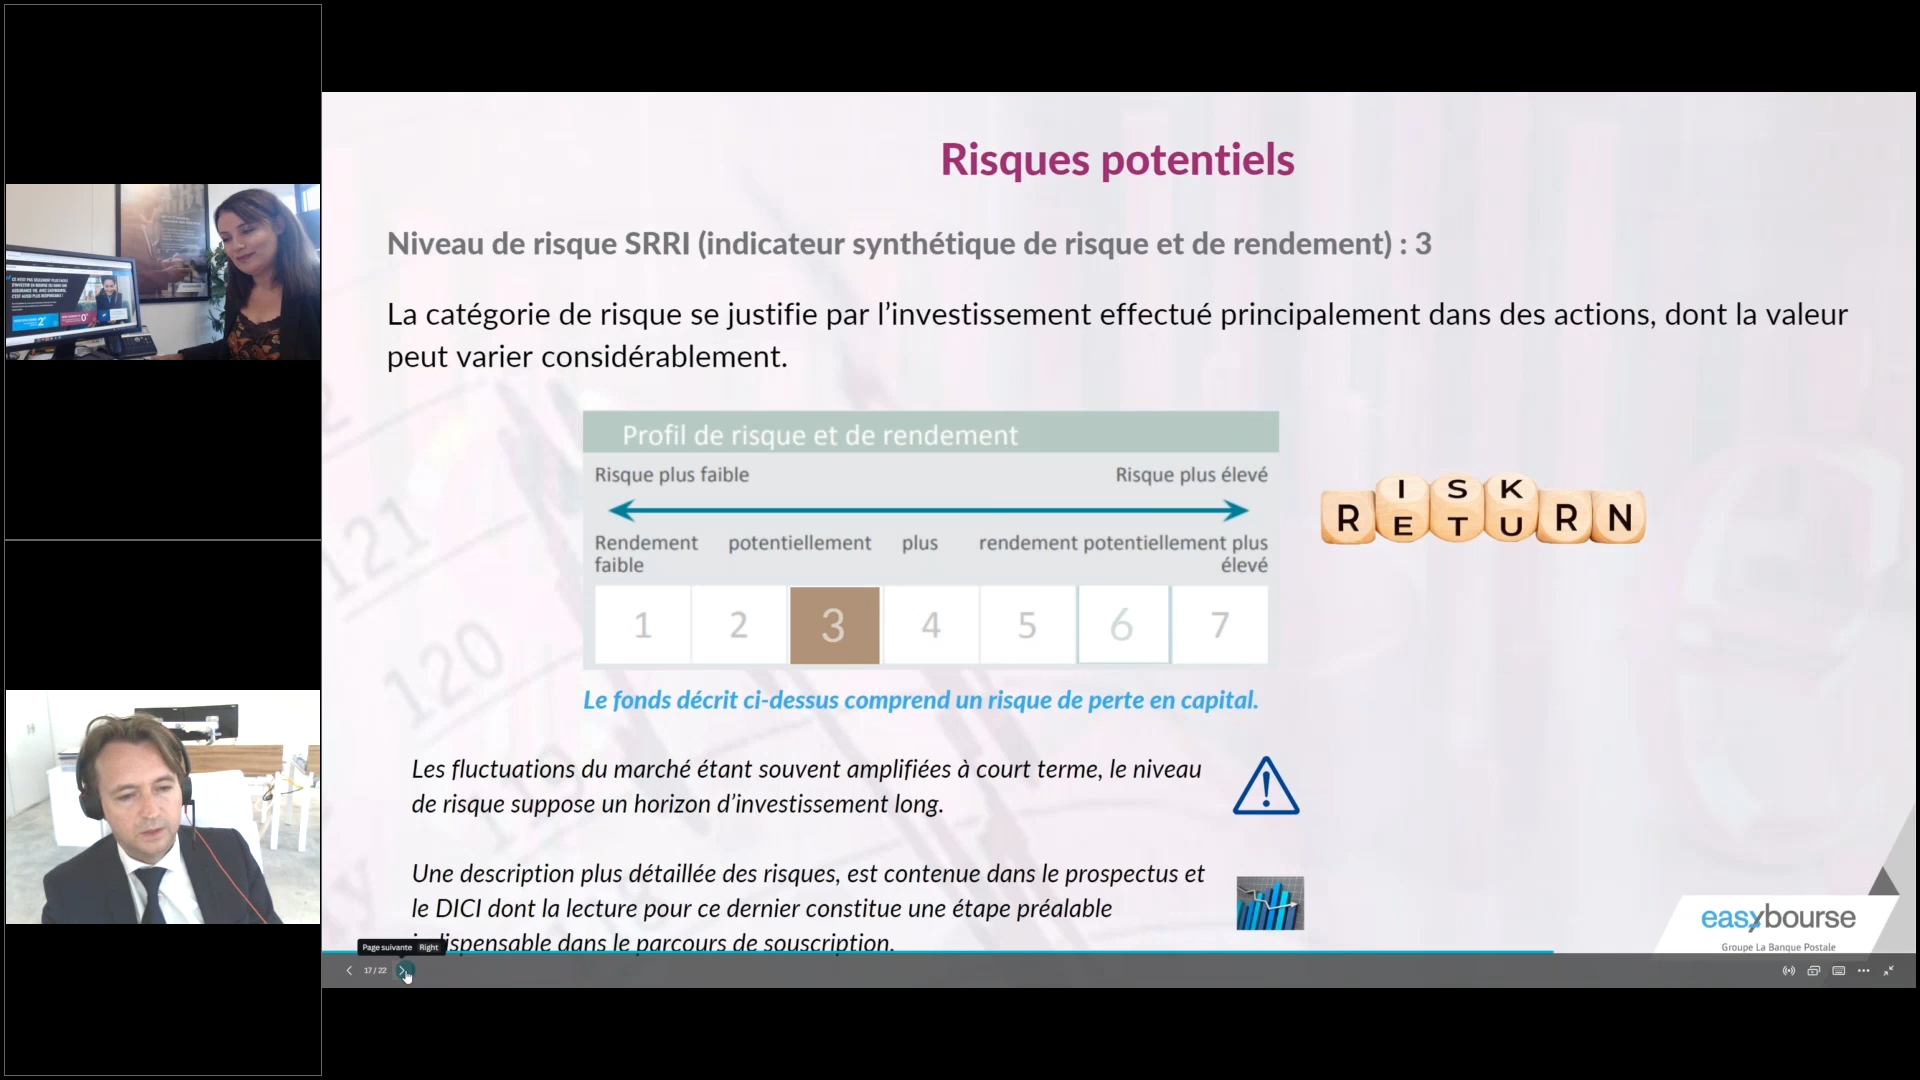 Risques potentiels
Niveau de risque SRRI (indicateur synthétique de risque et de rendement) : 3
La catégorie de risque se justifie par l’investissement effectué principalement dans des actions, dont la valeur
peut varier considérablement.
Profil de risque et de rendement
Risque plus faible Risque plus élevé
Rendement potentiellement plus rendement potentiellement plus
faible élevé
1 2 3 4 5 6 7
I S K
R E T U R N
Le fonds décrit ci-dessus comprend un risque de perte en capital.
Les fluctuations du marché étant souvent amplifiées à court terme, le niveau
de risque suppose un horizon d’investissement long.
Une description plus détaillée des risques, est contenue dans le prospectus et
le DICI dont la lecture pour ce dernier constitue une étape préalable
indispensable dans le parcours de souscription.
easybourse
Groupe La Banque Postale
Page suivante Right
17 / 22
121
120